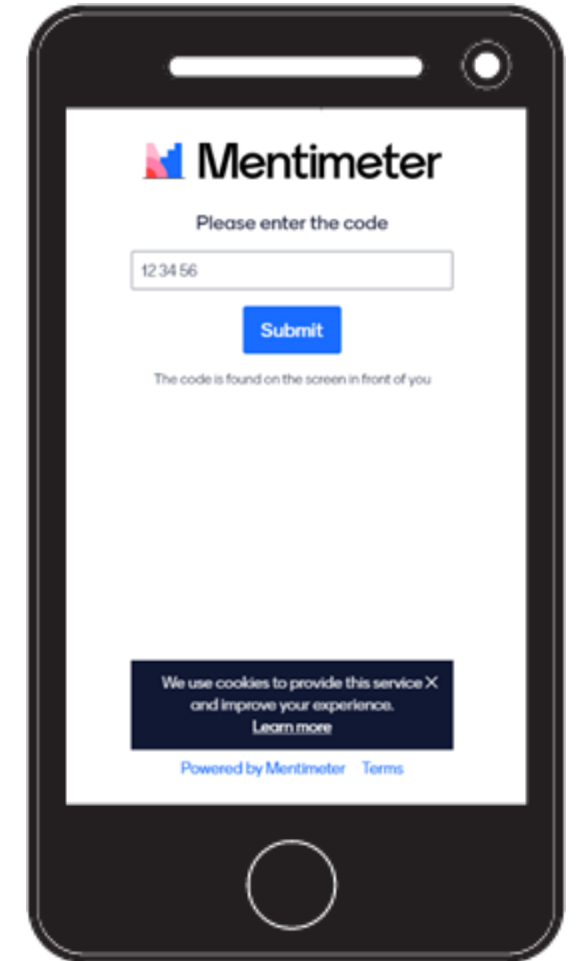 Mentimeter
Please enter the code
12 34 56
Submit
The code is found on the screen in front of you
We use cookies to provide this service X
and improve your experience.
Learn more
Powered by Mentimeter Terms